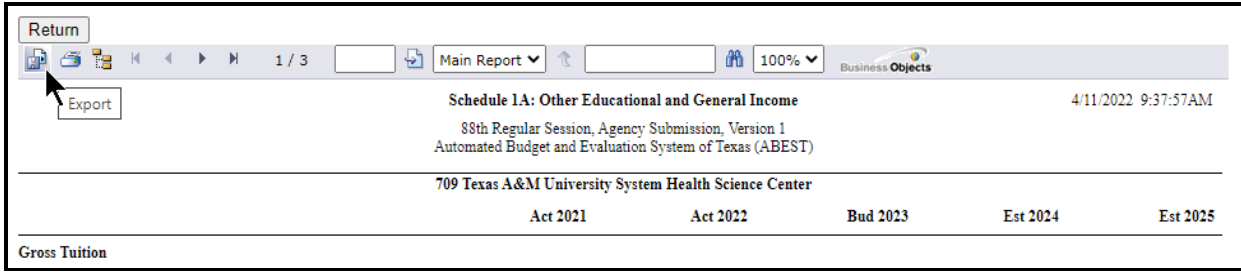 Return
1 / 3 Main Report 100% Business Objects
Export
Schedule 1A: Other Educational and General Income 4/11/2022 9:37:57AM
88th Regular Session, Agency Submission, Version 1
Automated Budget and Evaluation System of Texas (ABEST)
709 Texas A&M University System Health Science Center
Act 2021 Act 2022 Bud 2023 Est 2024 Est 2025
Gross Tuition